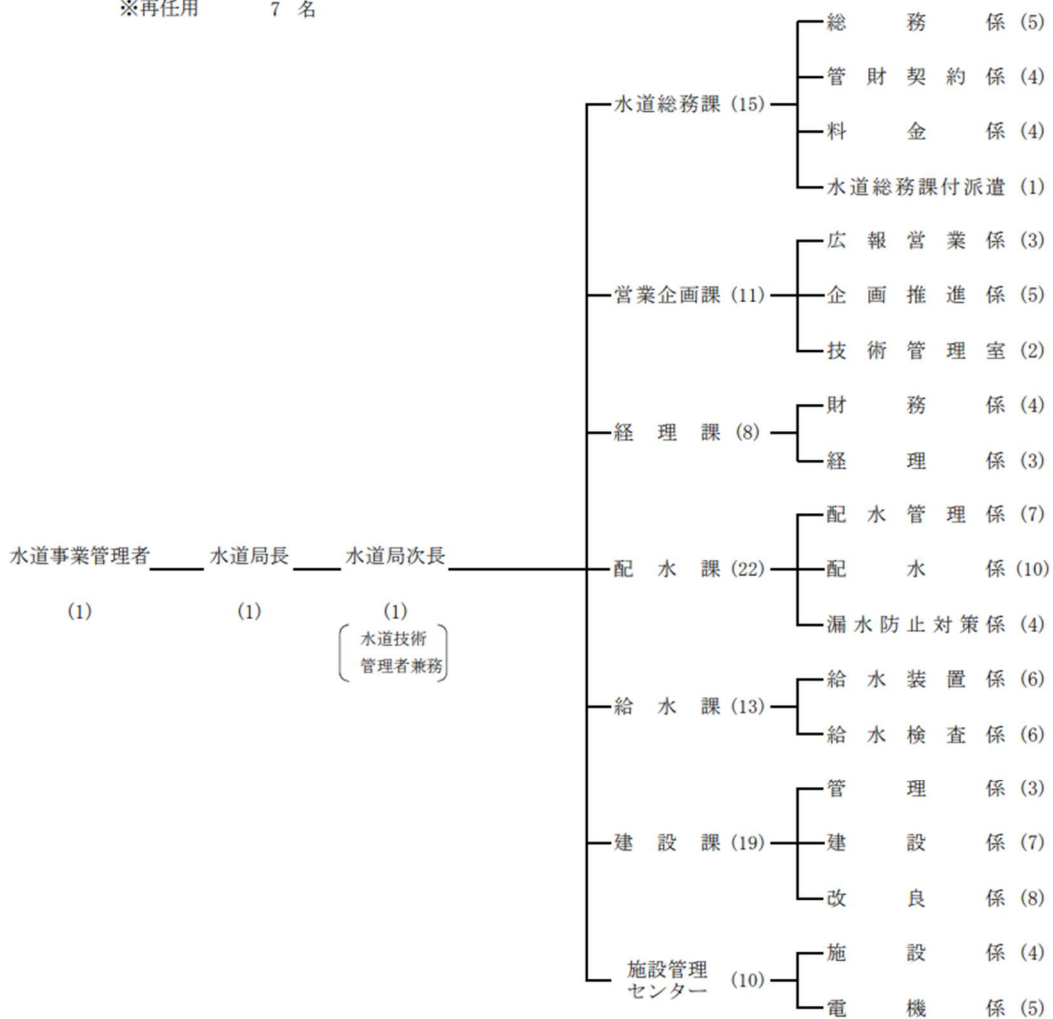 ※再任用 7 名
総務係 (5)
管財契約係 (4)
水道総務課 (15)
料金係 (4)
水道総務課付派遣 (1)
広報営業係 (3)
営業企画課 (11)
企画推進係 (5)
技術管理室 (2)
財務係 (4)
経理課 (8)
経理係 (3)
配水管理係 (7)
水道事業管理者 水道局長 水道局次長
(1) (1) (1)
水道技術
管理者兼務
配水課 (22)
配水係 (10)
漏水防止対策係 (4)
給水装置係 (6)
給水課 (13)
給水検査係 (6)
管理係 (3)
建設課 (19)
建設係 (7)
改良係 (8)
施設係 (4)
施設管理
センター (10)
電機係 (5)